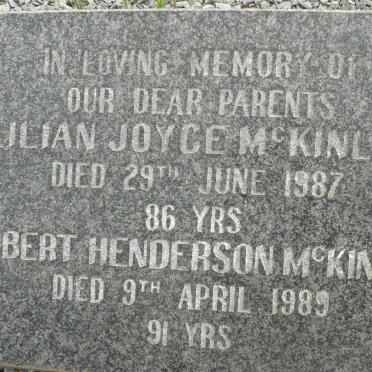 IN LOVING MEMORY OF
OUR DEAR PARENTS
ILIAN JOYCE McKINL
DIED 29TH JUNE 1987
86 YRS
BERT HENDERSON McKIN
DIED 9TH APRIL 1989
91 YRS